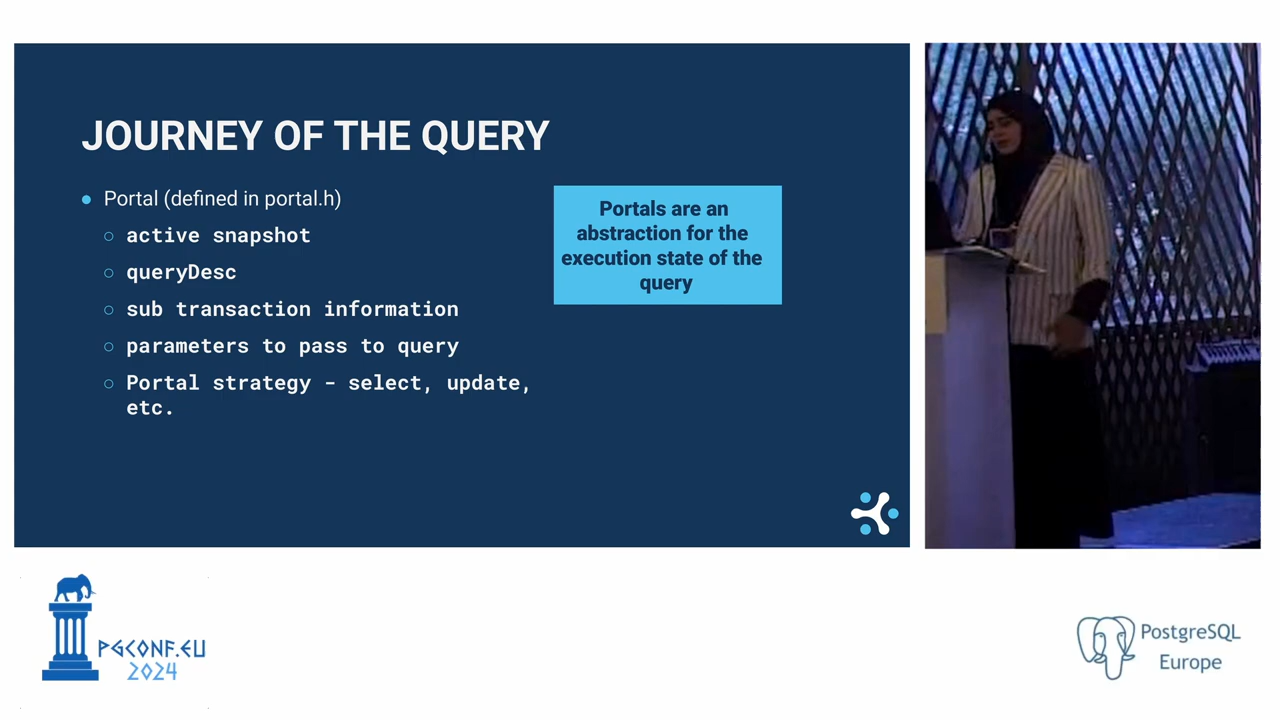 JOURNEY OF THE QUERY
● Portal (defined in portal.h)
○ active snapshot
○ queryDesc
○ sub transaction information
○ parameters to pass to query
○ Portal strategy – select, update,
etc.
Portals are an
abstraction for the
execution state of the
query
PGCONF.EU
2024
PostgreSQL
Europe